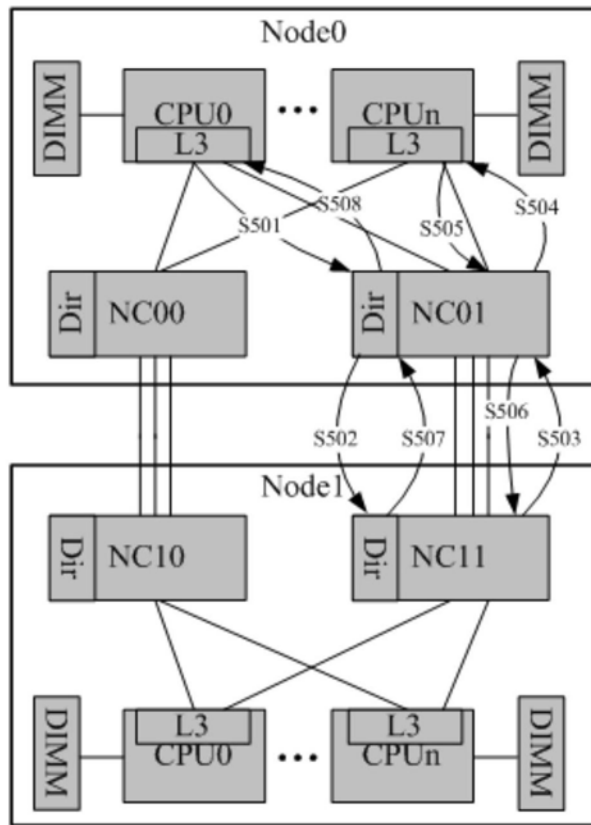 Node0
DIMM
CPU0
L3
•••
CPUn
L3
DIMM
S501
S508
S505
S504
Dir
NC00
Dir
NC01
S502
S507
S506
S503
Node1
Dir
NC10
Dir
NC11
DIMM
L3
CPU0
•••
L3
CPUn
DIMM